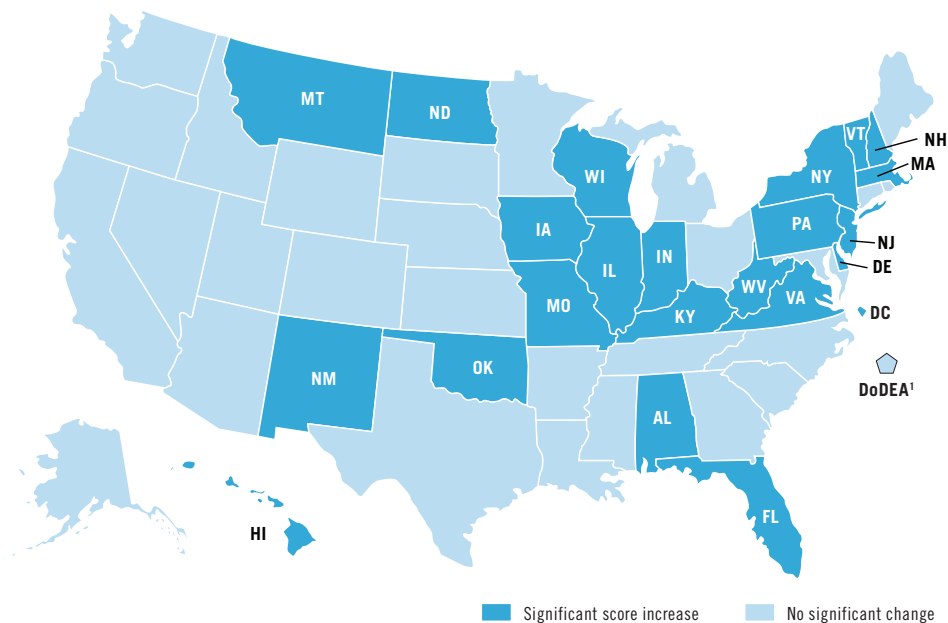 MT
ND
VT
NH
MA
WI
NY
PA
IA
NJ
IL
IN
DE
WV
VA
MO
KY
DC
OK
NM
DoDEA¹
AL
FL
HI
Significant score increase
No significant change